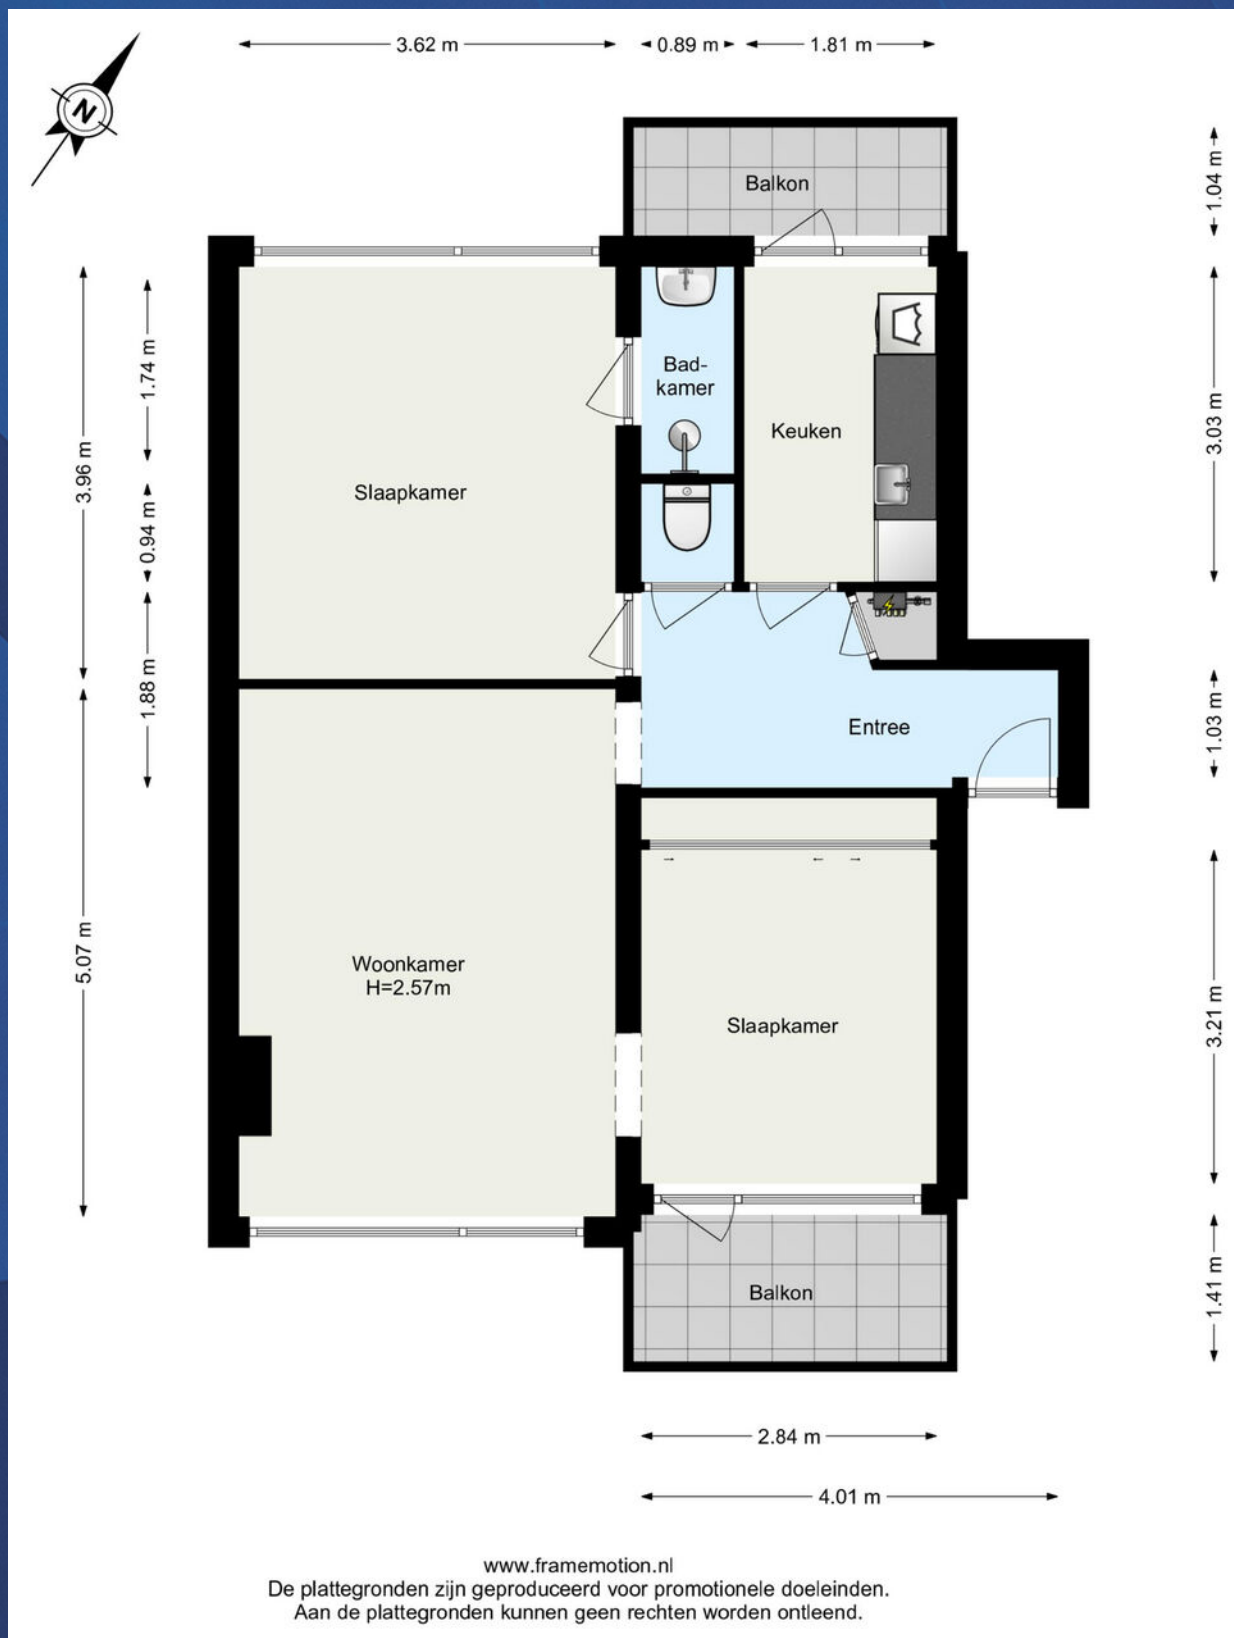 3.62 m
0.89 m
1.81 m
N
Balkon
1.04 m
1.74 m
Bad-
kamer
3.96 m
Keuken
3.03 m
Slaapkamer
0.94 m
1.88 m
Entree
1.03 m
5.07 m
Woonkamer
H=2.57m
Slaapkamer
3.21 m
Balkon
1.41 m
2.84 m
4.01 m
www.framemotion.nl
De plattegronden zijn geproduceerd voor promotionele doeleinden.
Aan de plattegronden kunnen geen rechten worden ontleend.